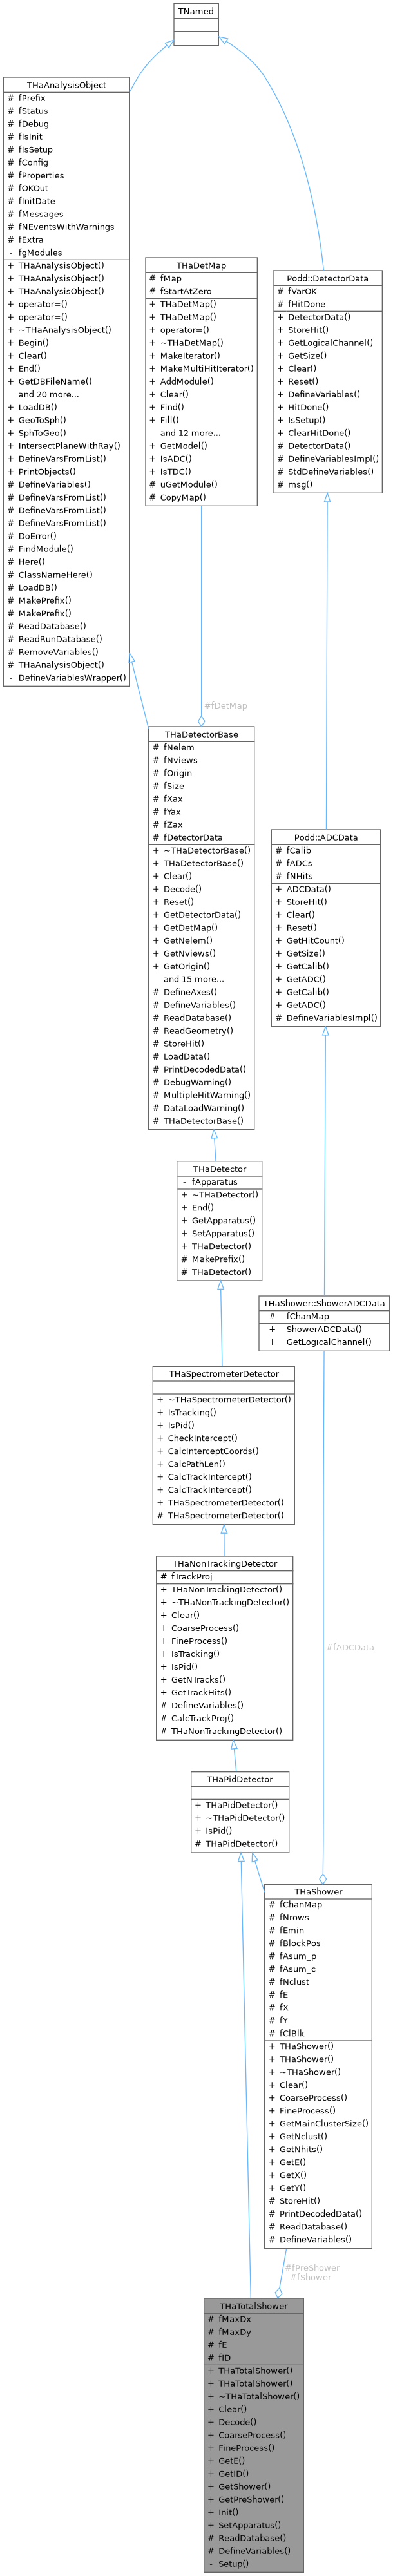 TNamed
THaAnalysisObject
# fPrefix
# fStatus
# fDebug
# fIsInit
# fIsSetup
# fConfig
# fProperties
# fOKOut
# fInitDate
# fMessages
# fNEventsWithWarnings
# fExtra
- fgModules
+ THaAnalysisObject()
+ THaAnalysisObject()
+ THaAnalysisObject()
+ operator=()
+ operator=()
+ ~THaAnalysisObject()
+ Begin()
+ Clear()
+ End()
+ GetDBFileName()
and 20 more...
+ LoadDB()
+ GeoToSph()
+ SphToGeo()
+ IntersectPlaneWithRay()
+ DefineVarsFromList()
+ PrintObjects()
# DefineVariables()
# DefineVarsFromList()
# DefineVarsFromList()
# DefineVarsFromList()
# DoError()
# FindModule()
# Here()
# ClassNameHere()
# LoadDB()
# MakePrefix()
# MakePrefix()
# ReadDatabase()
# ReadRunDatabase()
# RemoveVariables()
# THaAnalysisObject()
- DefineVariablesWrapper()
THaDetMap
# fMap
# fStartAtZero
+ THaDetMap()
+ THaDetMap()
+ operator=()
+ ~THaDetMap()
+ MakeIterator()
+ MakeMultiHitIterator()
+ AddModule()
+ Clear()
+ Find()
+ Fill()
and 12 more...
+ GetModel()
+ IsADC()
+ IsTDC()
# uGetModule()
# CopyMap()
Podd::DetectorData
# fVarOK
# fHitDone
+ DetectorData()
+ StoreHit()
+ GetLogicalChannel()
+ GetSize()
+ Clear()
+ Reset()
+ DefineVariables()
+ HitDone()
+ IsSetup()
+ ClearHitDone()
# DetectorData()
# DefineVariablesImpl()
# StdDefineVariables()
# msg()
#fDetMap
THaDetectorBase
# fNelem
# fNviews
# fOrigin
# fSize
# fXax
# fYax
# fZax
# fDetectorData
+ ~THaDetectorBase()
+ THaDetectorBase()
+ Clear()
+ Decode()
+ Reset()
+ GetDetectorData()
+ GetDetMap()
+ GetNelem()
+ GetNviews()
+ GetOrigin()
and 15 more...
# DefineAxes()
# DefineVariables()
# ReadDatabase()
# ReadGeometry()
# StoreHit()
# LoadData()
# PrintDecodedData()
# DebugWarning()
# MultipleHitWarning()
# DataLoadWarning()
# THaDetectorBase()
Podd::ADCData
# fCalib
# fADCs
# fNHits
+ ADCData()
+ StoreHit()
+ Clear()
+ Reset()
+ GetHitCount()
+ GetSize()
+ GetCalib()
+ GetADC()
+ GetCalib()
+ GetADC()
# DefineVariablesImpl()
THaDetector
- fApparatus
+ ~THaDetector()
+ End()
+ GetApparatus()
+ SetApparatus()
+ THaDetector()
# MakePrefix()
# THaDetector()
THaShower::ShowerADCData
# fChanMap
+ ShowerADCData()
+ GetLogicalChannel()
THaSpectrometerDetector
+ ~THaSpectrometerDetector()
+ IsTracking()
+ IsPid()
+ CheckIntercept()
+ CalcInterceptCoords()
+ CalcPathLen()
+ CalcTrackIntercept()
+ CalcTrackIntercept()
+ THaSpectrometerDetector()
# THaSpectrometerDetector()
THaNonTrackingDetector
# fTrackProj
+ THaNonTrackingDetector()
+ ~THaNonTrackingDetector()
+ Clear()
+ CoarseProcess()
+ FineProcess()
+ IsTracking()
+ IsPid()
+ GetNTracks()
+ GetTrackHits()
# DefineVariables()
# CalcTrackProj()
# THaNonTrackingDetector()
#fADCData
THaPidDetector
+ THaPidDetector()
+ ~THaPidDetector()
+ IsPid()
# THaPidDetector()
THaShower
# fChanMap
# fNrows
# fEmin
# fBlockPos
# fAsum_p
# fAsum_c
# fNclust
# fE
# fX
# fY
# fClBlk
+ THaShower()
+ THaShower()
+ ~THaShower()
+ Clear()
+ CoarseProcess()
+ FineProcess()
+ GetMainClusterSize()
+ GetNclust()
+ GetNhits()
+ GetE()
+ GetX()
+ GetY()
# StoreHit()
# PrintDecodedData()
# ReadDatabase()
# DefineVariables()
#fPreShower
#fShower
THaTotalShower
# fMaxDx
# fMaxDy
# fE
# fID
+ THaTotalShower()
+ THaTotalShower()
+ ~THaTotalShower()
+ Clear()
+ Decode()
+ CoarseProcess()
+ FineProcess()
+ GetE()
+ GetID()
+ GetShower()
+ GetPreShower()
+ Init()
+ SetApparatus()
# ReadDatabase()
# DefineVariables()
- Setup()